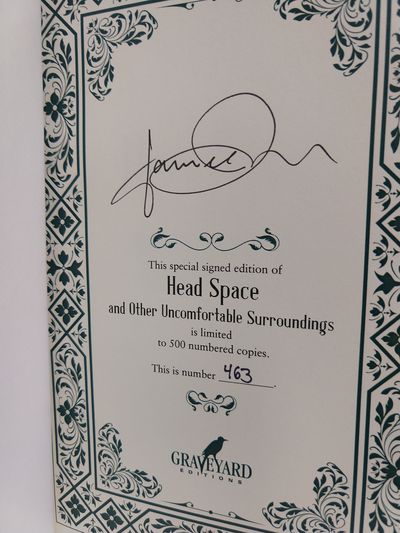 This special signed edition of
Head Space
and Other Uncomfortable Surroundings
is limited
to 500 numbered copies.
This is number 463.
GRAVEYARD
EDITIONS